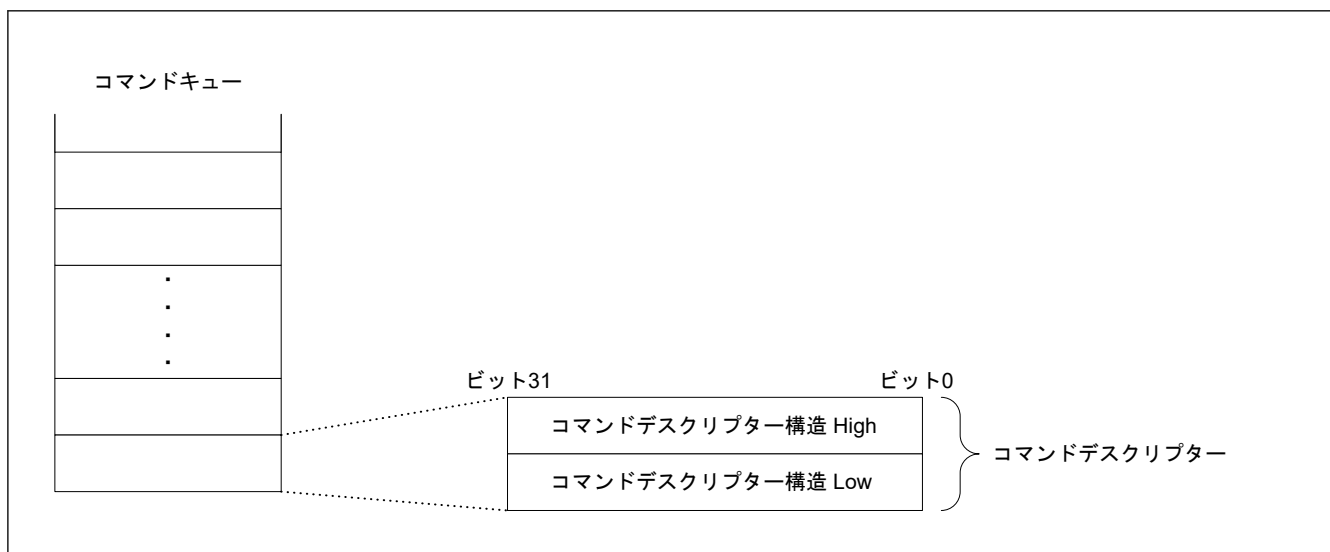 コマンドキュー
・
・
・
・
ビット31
ビット0
コマンドデスクリプター構造 High
コマンドデスクリプター構造 Low
コマンドデスクリプター